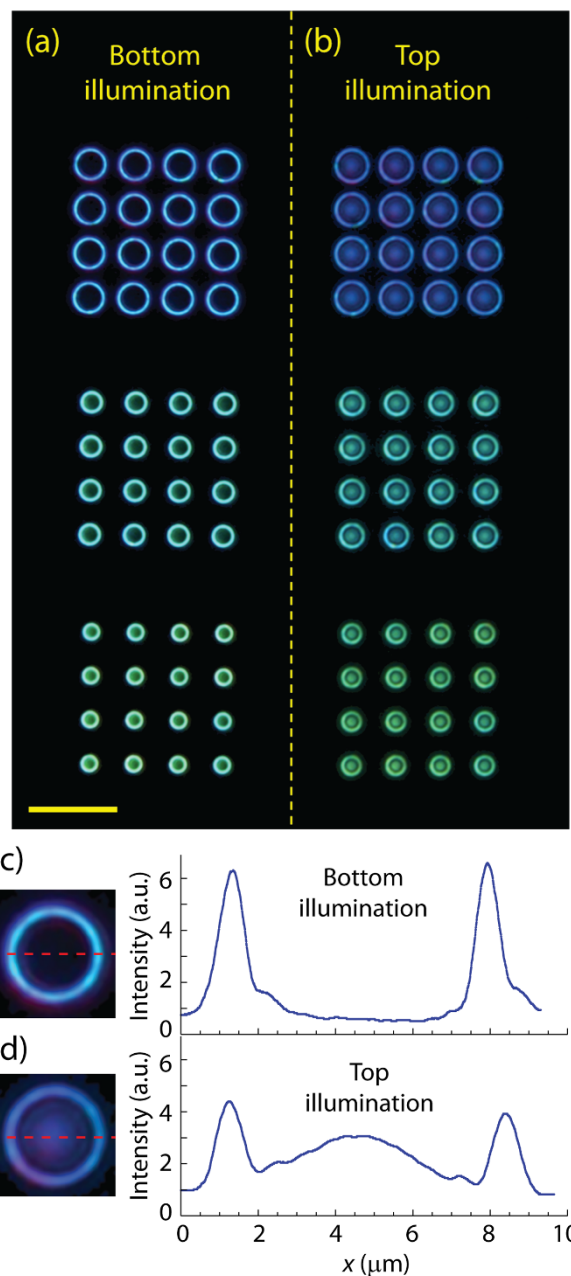 (a)
Bottom
illumination
(b)
Top
illumination
c)
Intensity (a.u.)
6
4
2
0
Bottom
illumination
d)
Intensity (a.u.)
6
4
2
0
Top
illumination
0 2 4 6 8 10
x (μm)